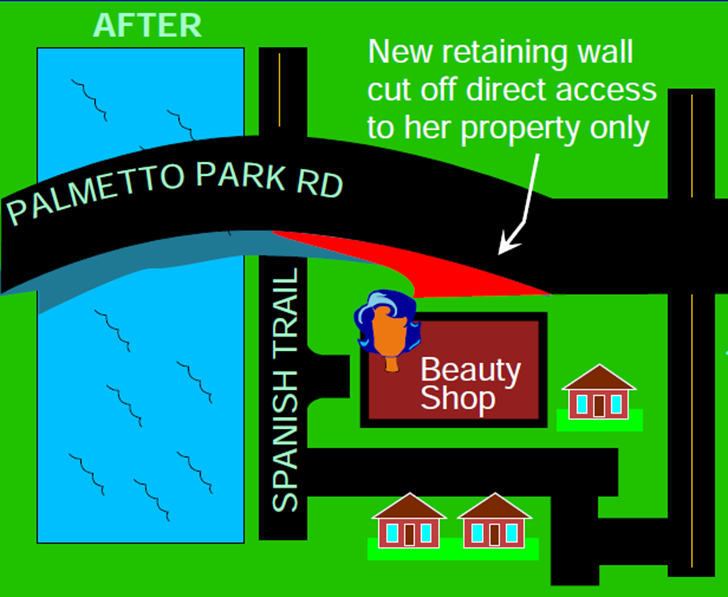 AFTER
New retaining wall
cut off direct access
to her property only
PALMETTO PARK RD
SPANISH TRAIL
Beauty
Shop